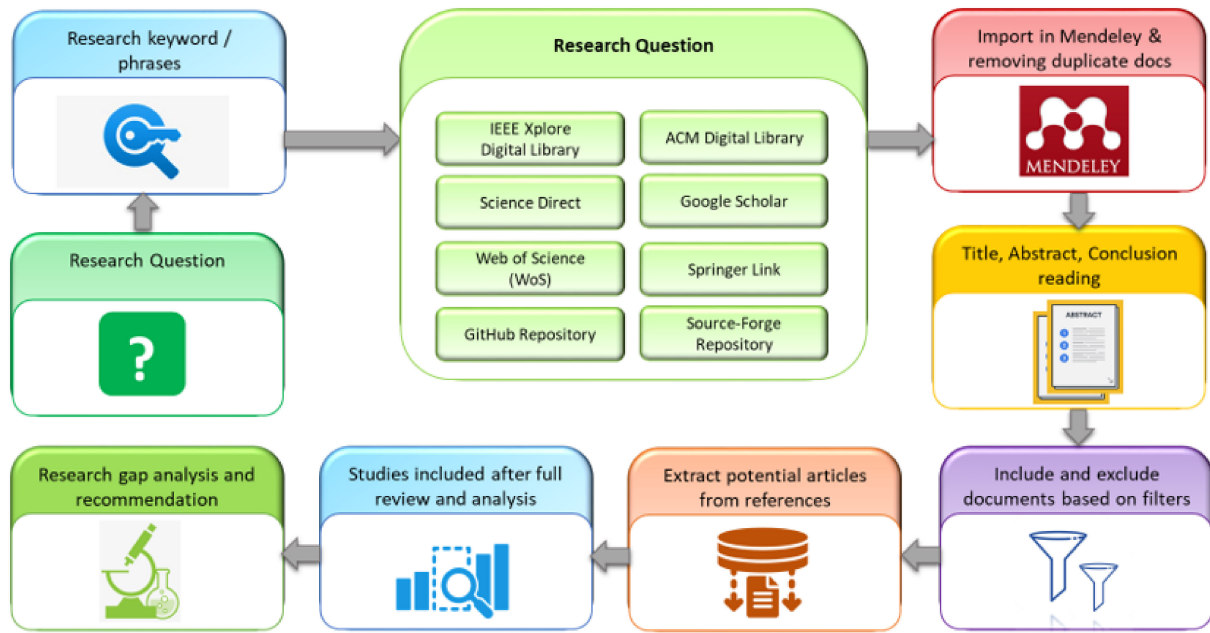 Research keyword /
phrases
Research Question
IEEE Xplore
Digital Library
ACM Digital Library
Science Direct
Google Scholar
Web of Science
(WoS)
Springer Link
GitHub Repository
Source-Forge
Repository
Import in Mendeley &
removing duplicate docs
MENDELEY
Research Question
?
Title, Abstract, Conclusion
reading
ABSTRACT
1
2
3
Research gap analysis and
recommendation
Studies included after full
review and analysis
Extract potential articles
from references
Include and exclude
documents based on filters